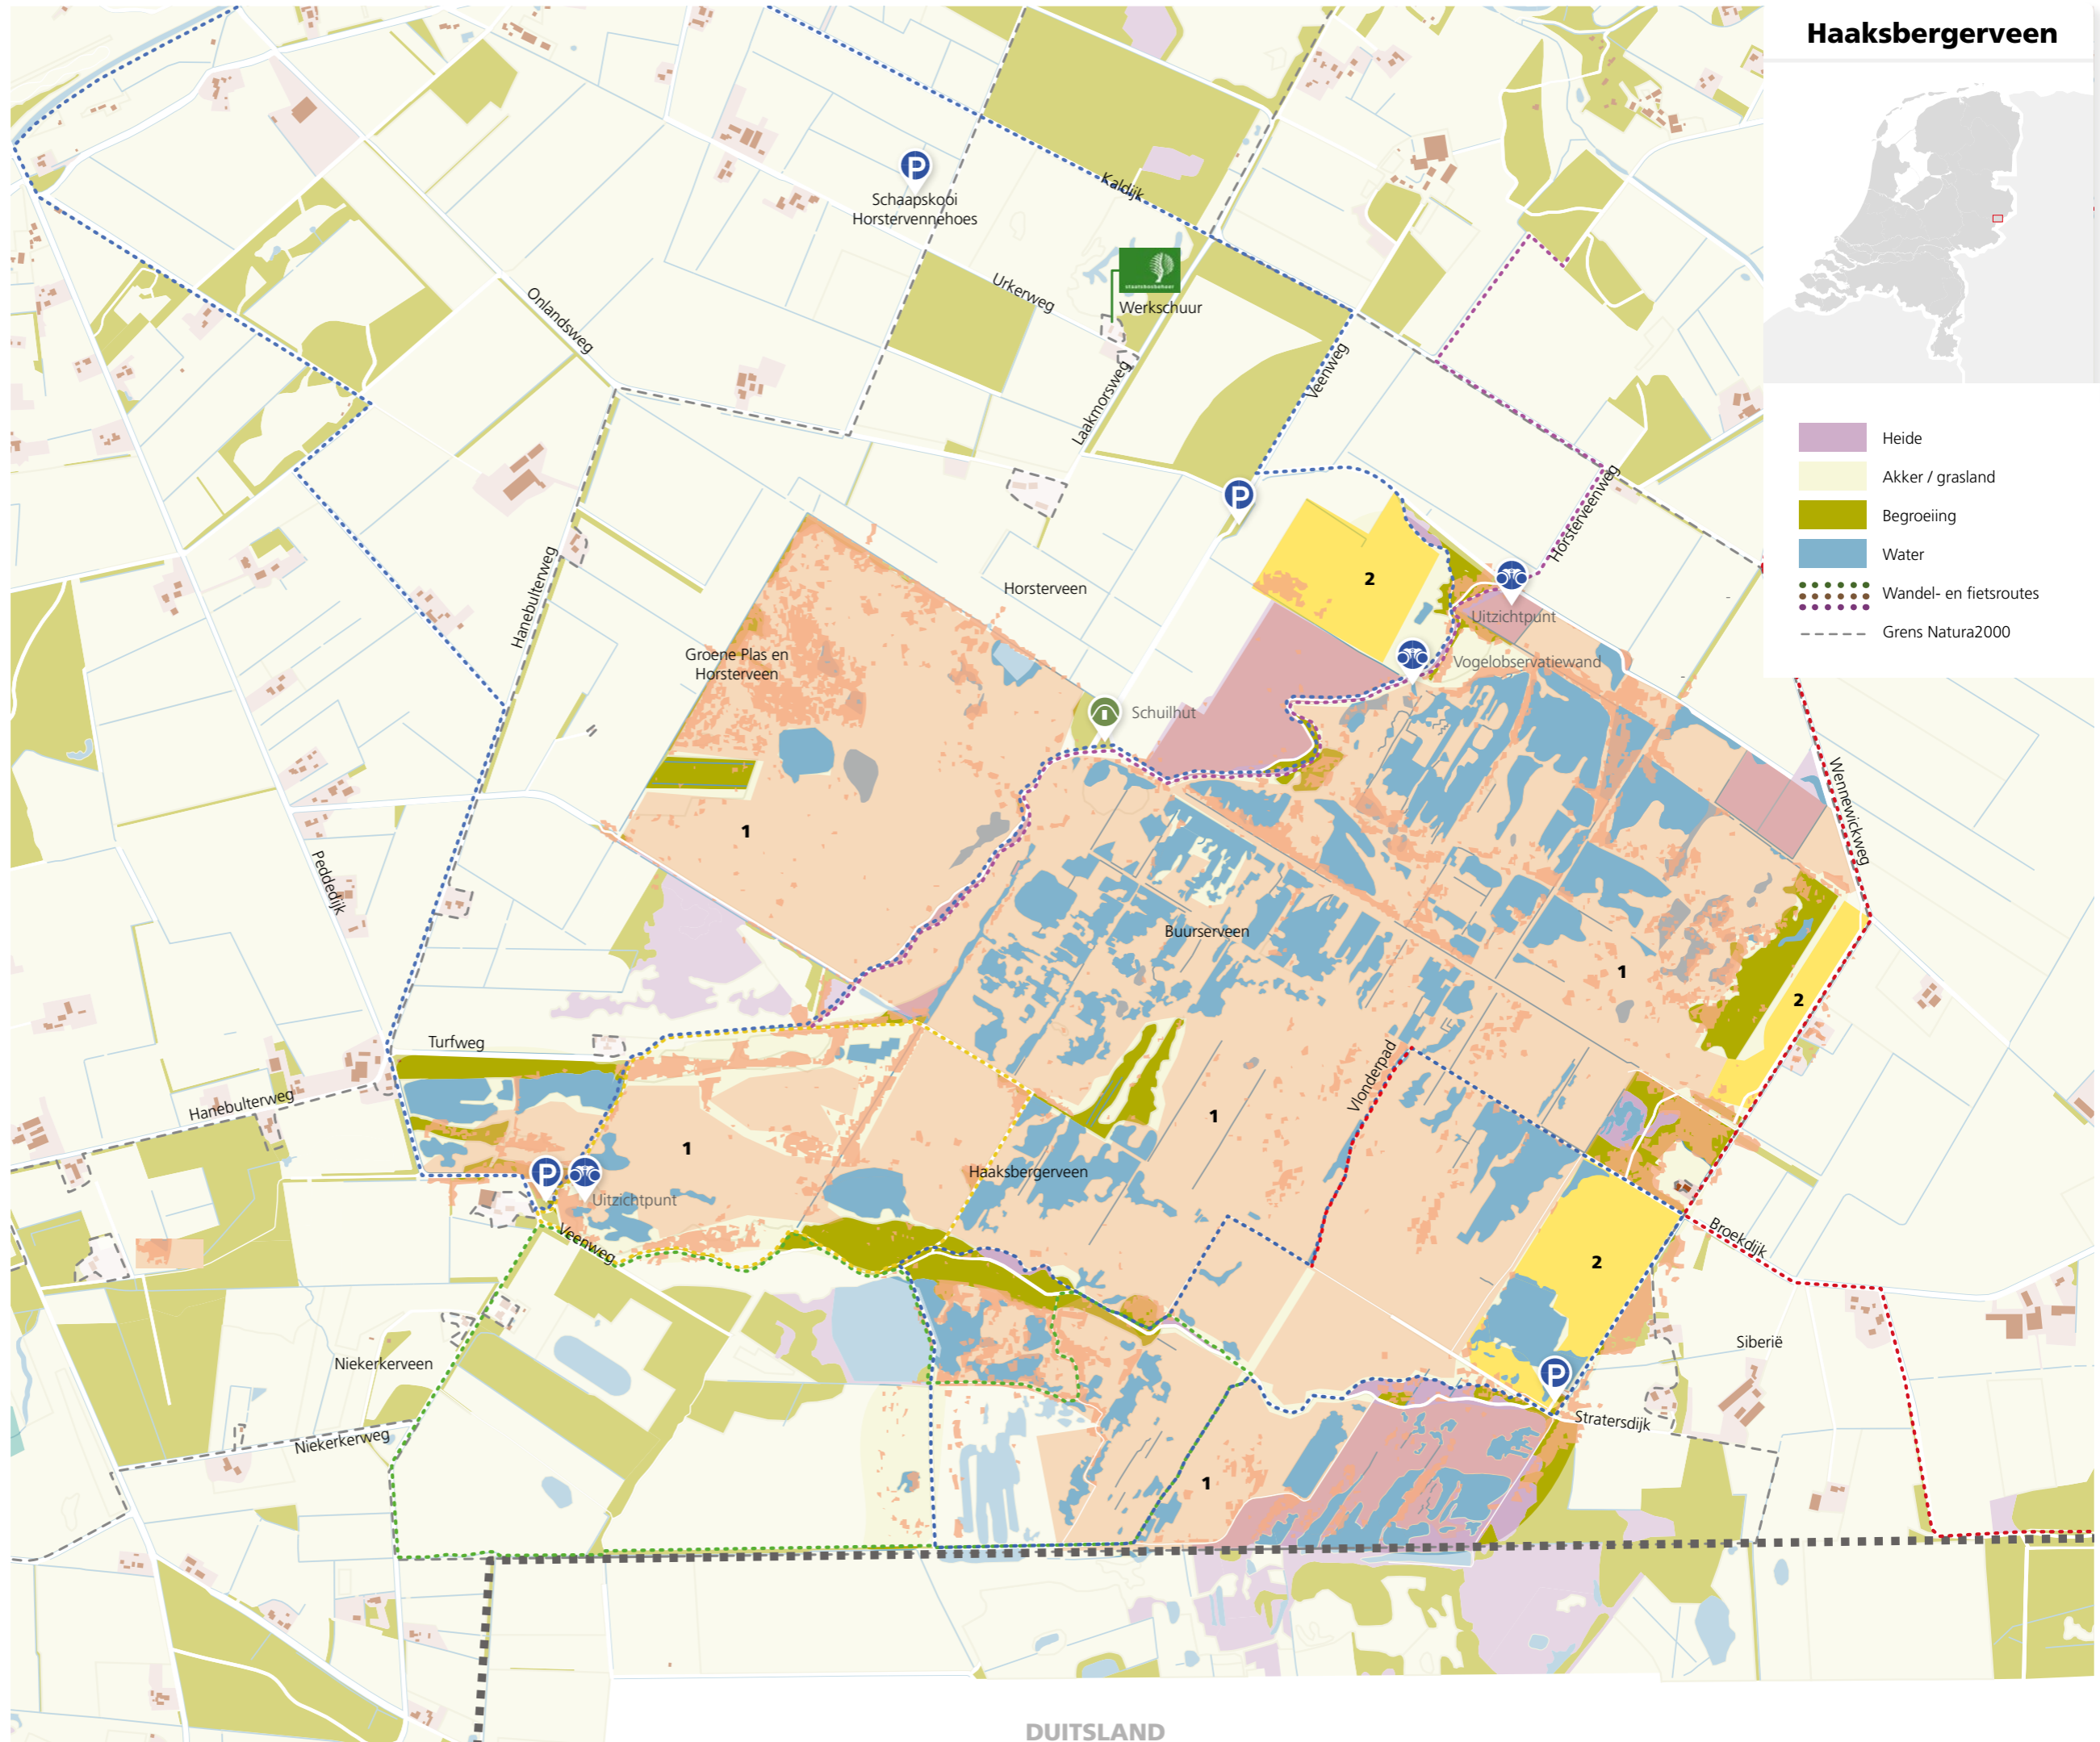 Haaksbergerveen
Heide
Akker / grasland
Begroeiing
Water
Wandel- en fietsroutes
Grens Natura2000
P
Schaapskooi
Horstervennehoes
Kaldijk
staatsbosbeheer
Werkschuur
Urkerweg
Onlandsweg
Laakmorsweg
Veenweg
P
Horsterveenweg
Hanebulterweg
Horsterveen
2
Uitzichtpunt
Groene Plas en
Horsterveen
Vogelobservatiewand
Schuilhut
Wennewickweg
1
Peddedijk
Buurserveen
1
2
Turfweg
Hanebulterweg
Vlonderpad
1
1
P
Haaksbergerveen
Uitzichtpunt
Veenweg
Broekdijk
2
Niekerkerveen
Siberië
P
Niekerkerweg
Stratersdijk
1
DUITSLAND